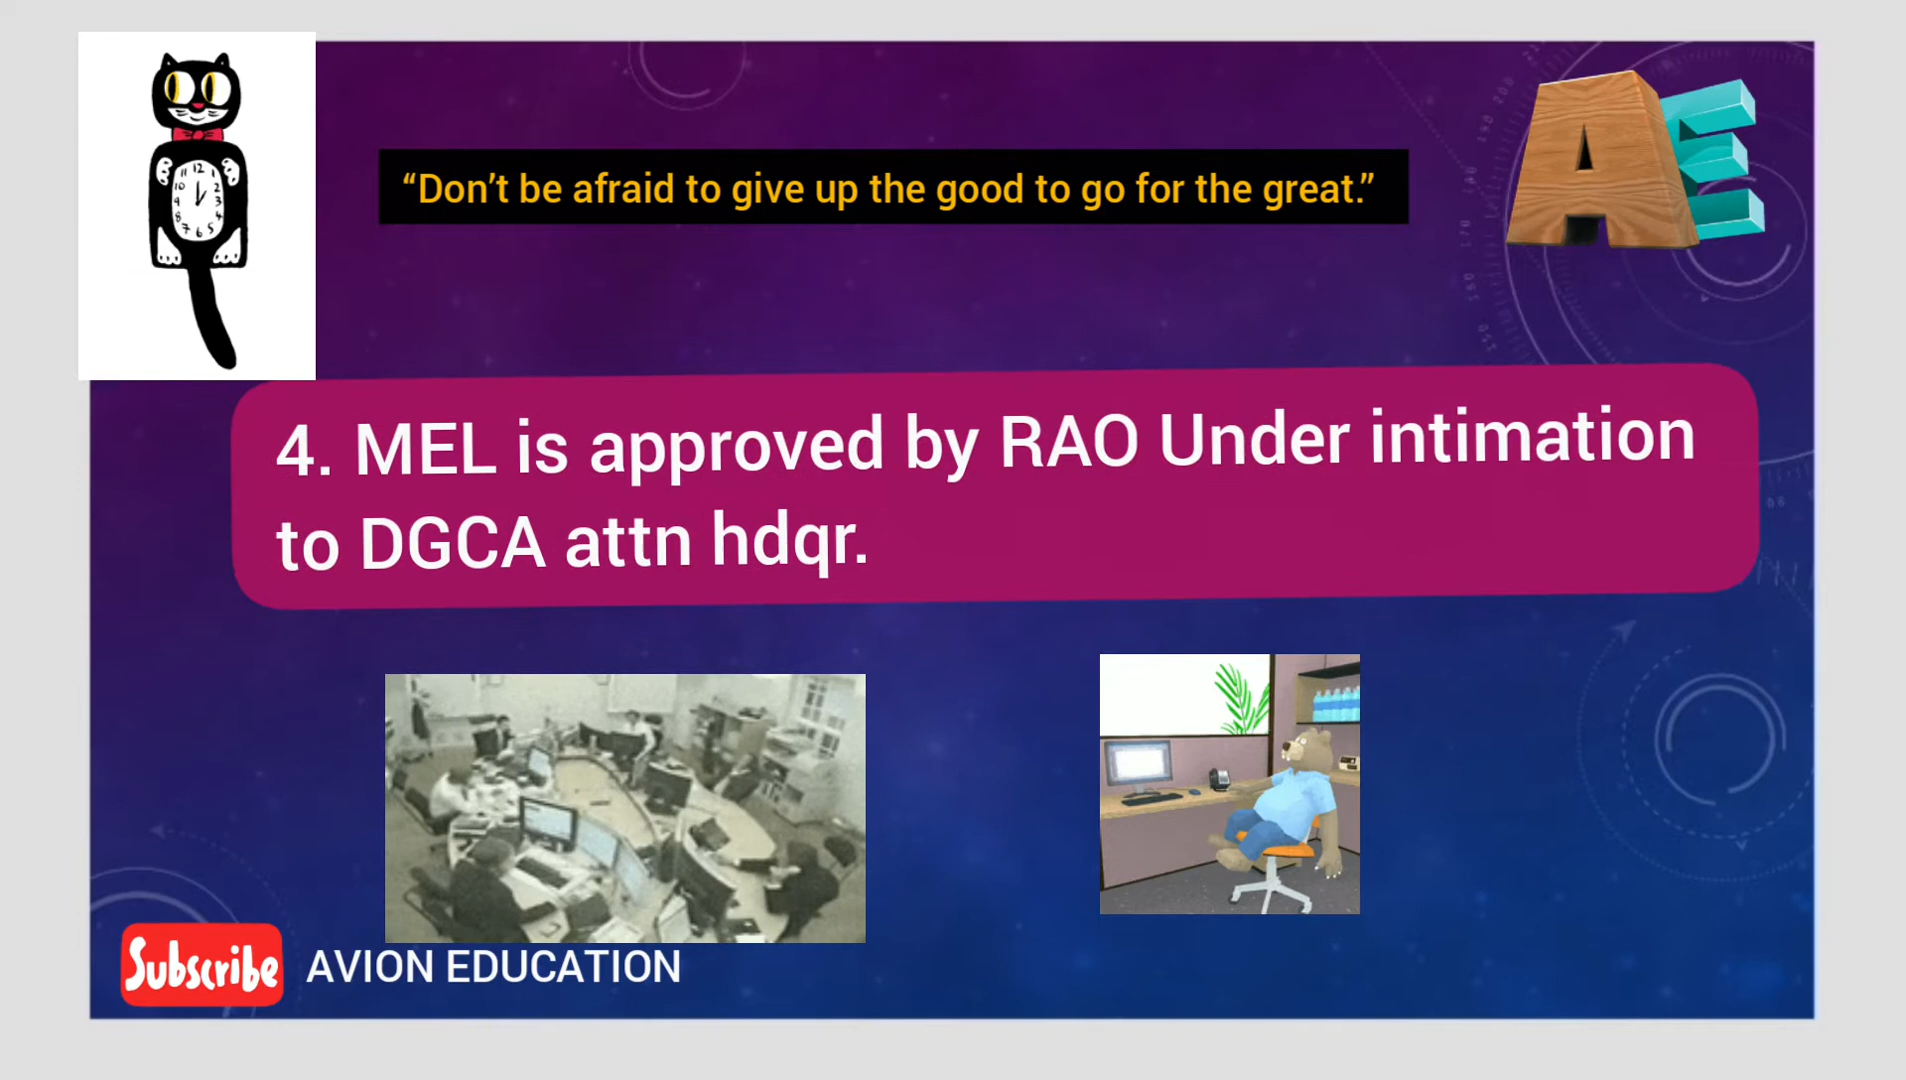 “Don’t be afraid to give up the good to go for the great.”
AE
4. MEL is approved by RAO Under intimation
to DGCA attn hdqr.
Subscribe AVION EDUCATION